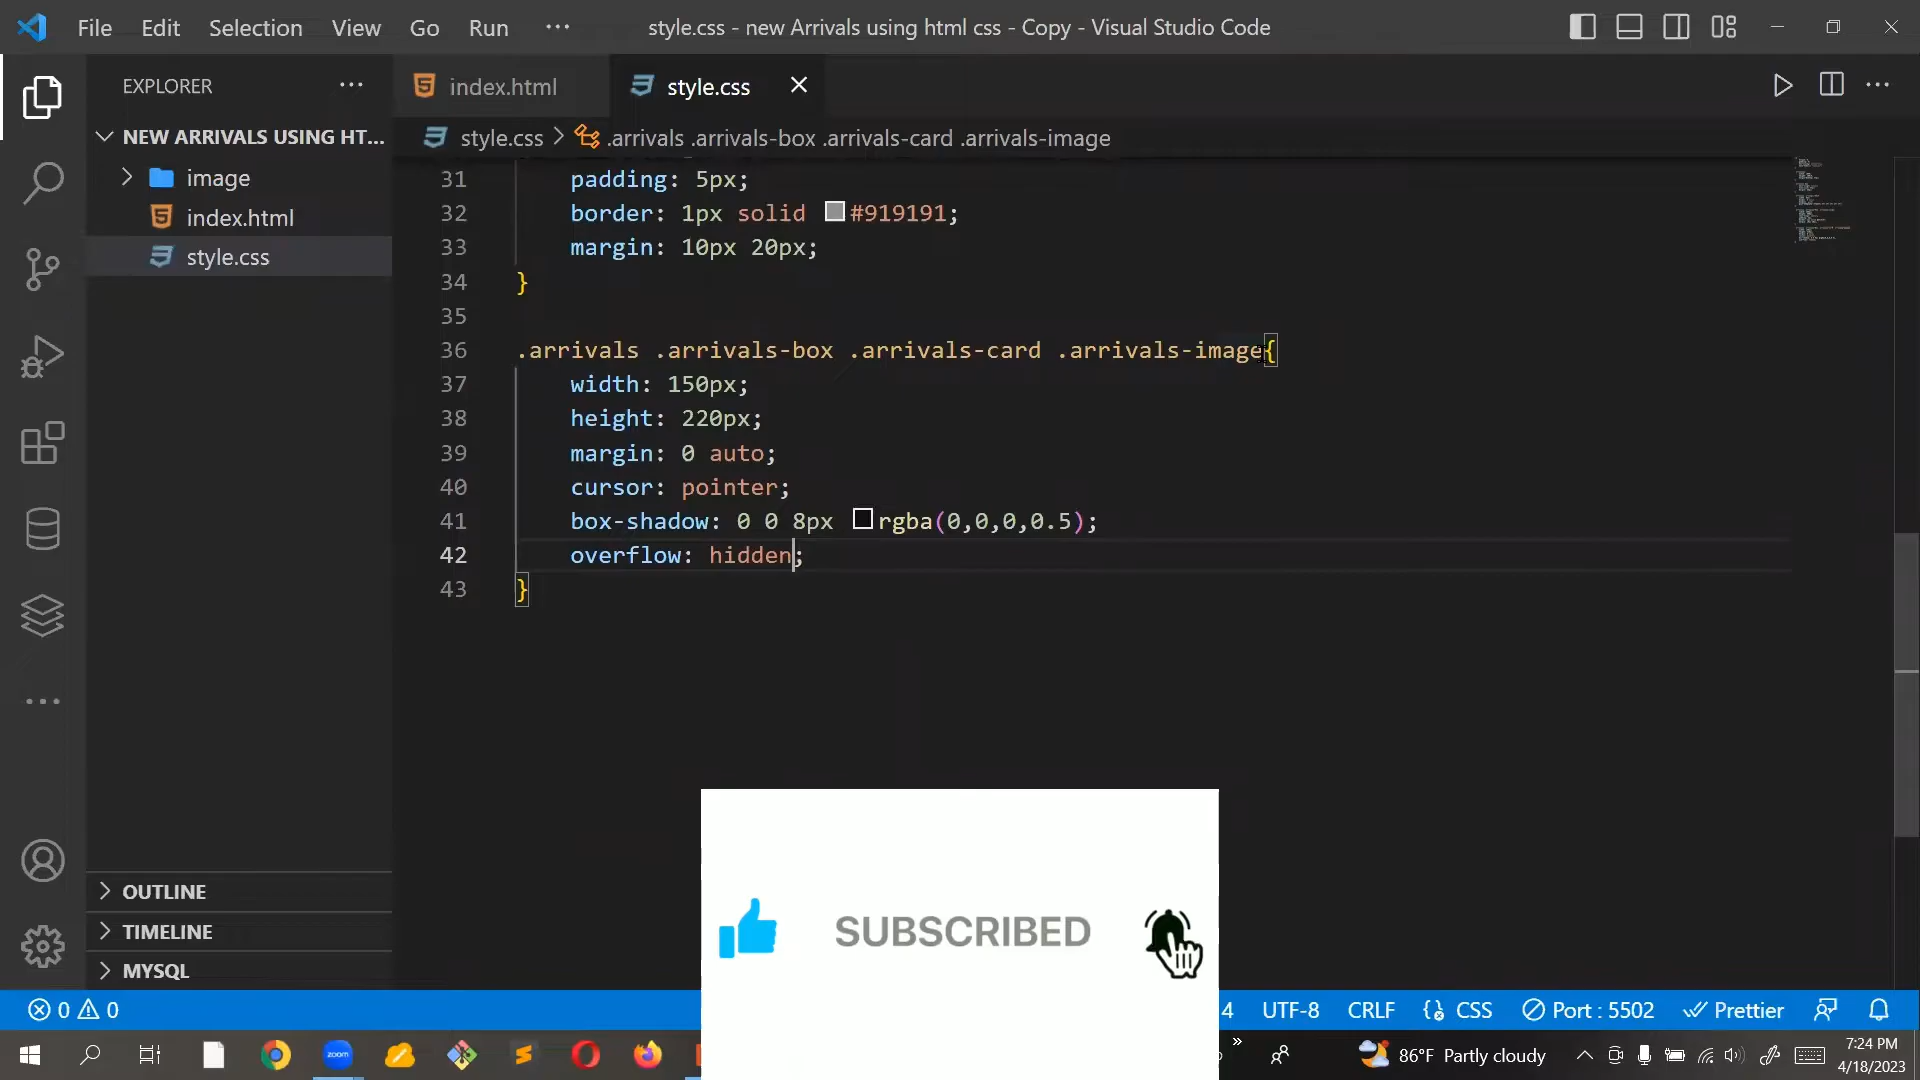 File Edit Selection View Go Run ··· style.css - new Arrivals using html css - Copy - Visual Studio Code
EXPLORER ···
index.html
style.css
NEW ARRIVALS USING HT...
image
index.html
style.css
style.css > .arrivals .arrivals-box .arrivals-card .arrivals-image
31 padding: 5px;
32 border: 1px solid #919191;
33 margin: 10px 20px;
34 }
35
36 .arrivals .arrivals-box .arrivals-card .arrivals-image{
37 width: 150px;
38 height: 220px;
39 margin: 0 auto;
40 cursor: pointer;
41 box-shadow: 0 0 8px rgba(0,0,0,0.5);
42 overflow: hidden;
43 }
OUTLINE
TIMELINE
MYSQL
SUBSCRIBED
0 0 4 UTF-8 CRLF {} CSS Port : 5502 Prettier
zoom
86°F Partly cloudy
7:24 PM
4/18/2023